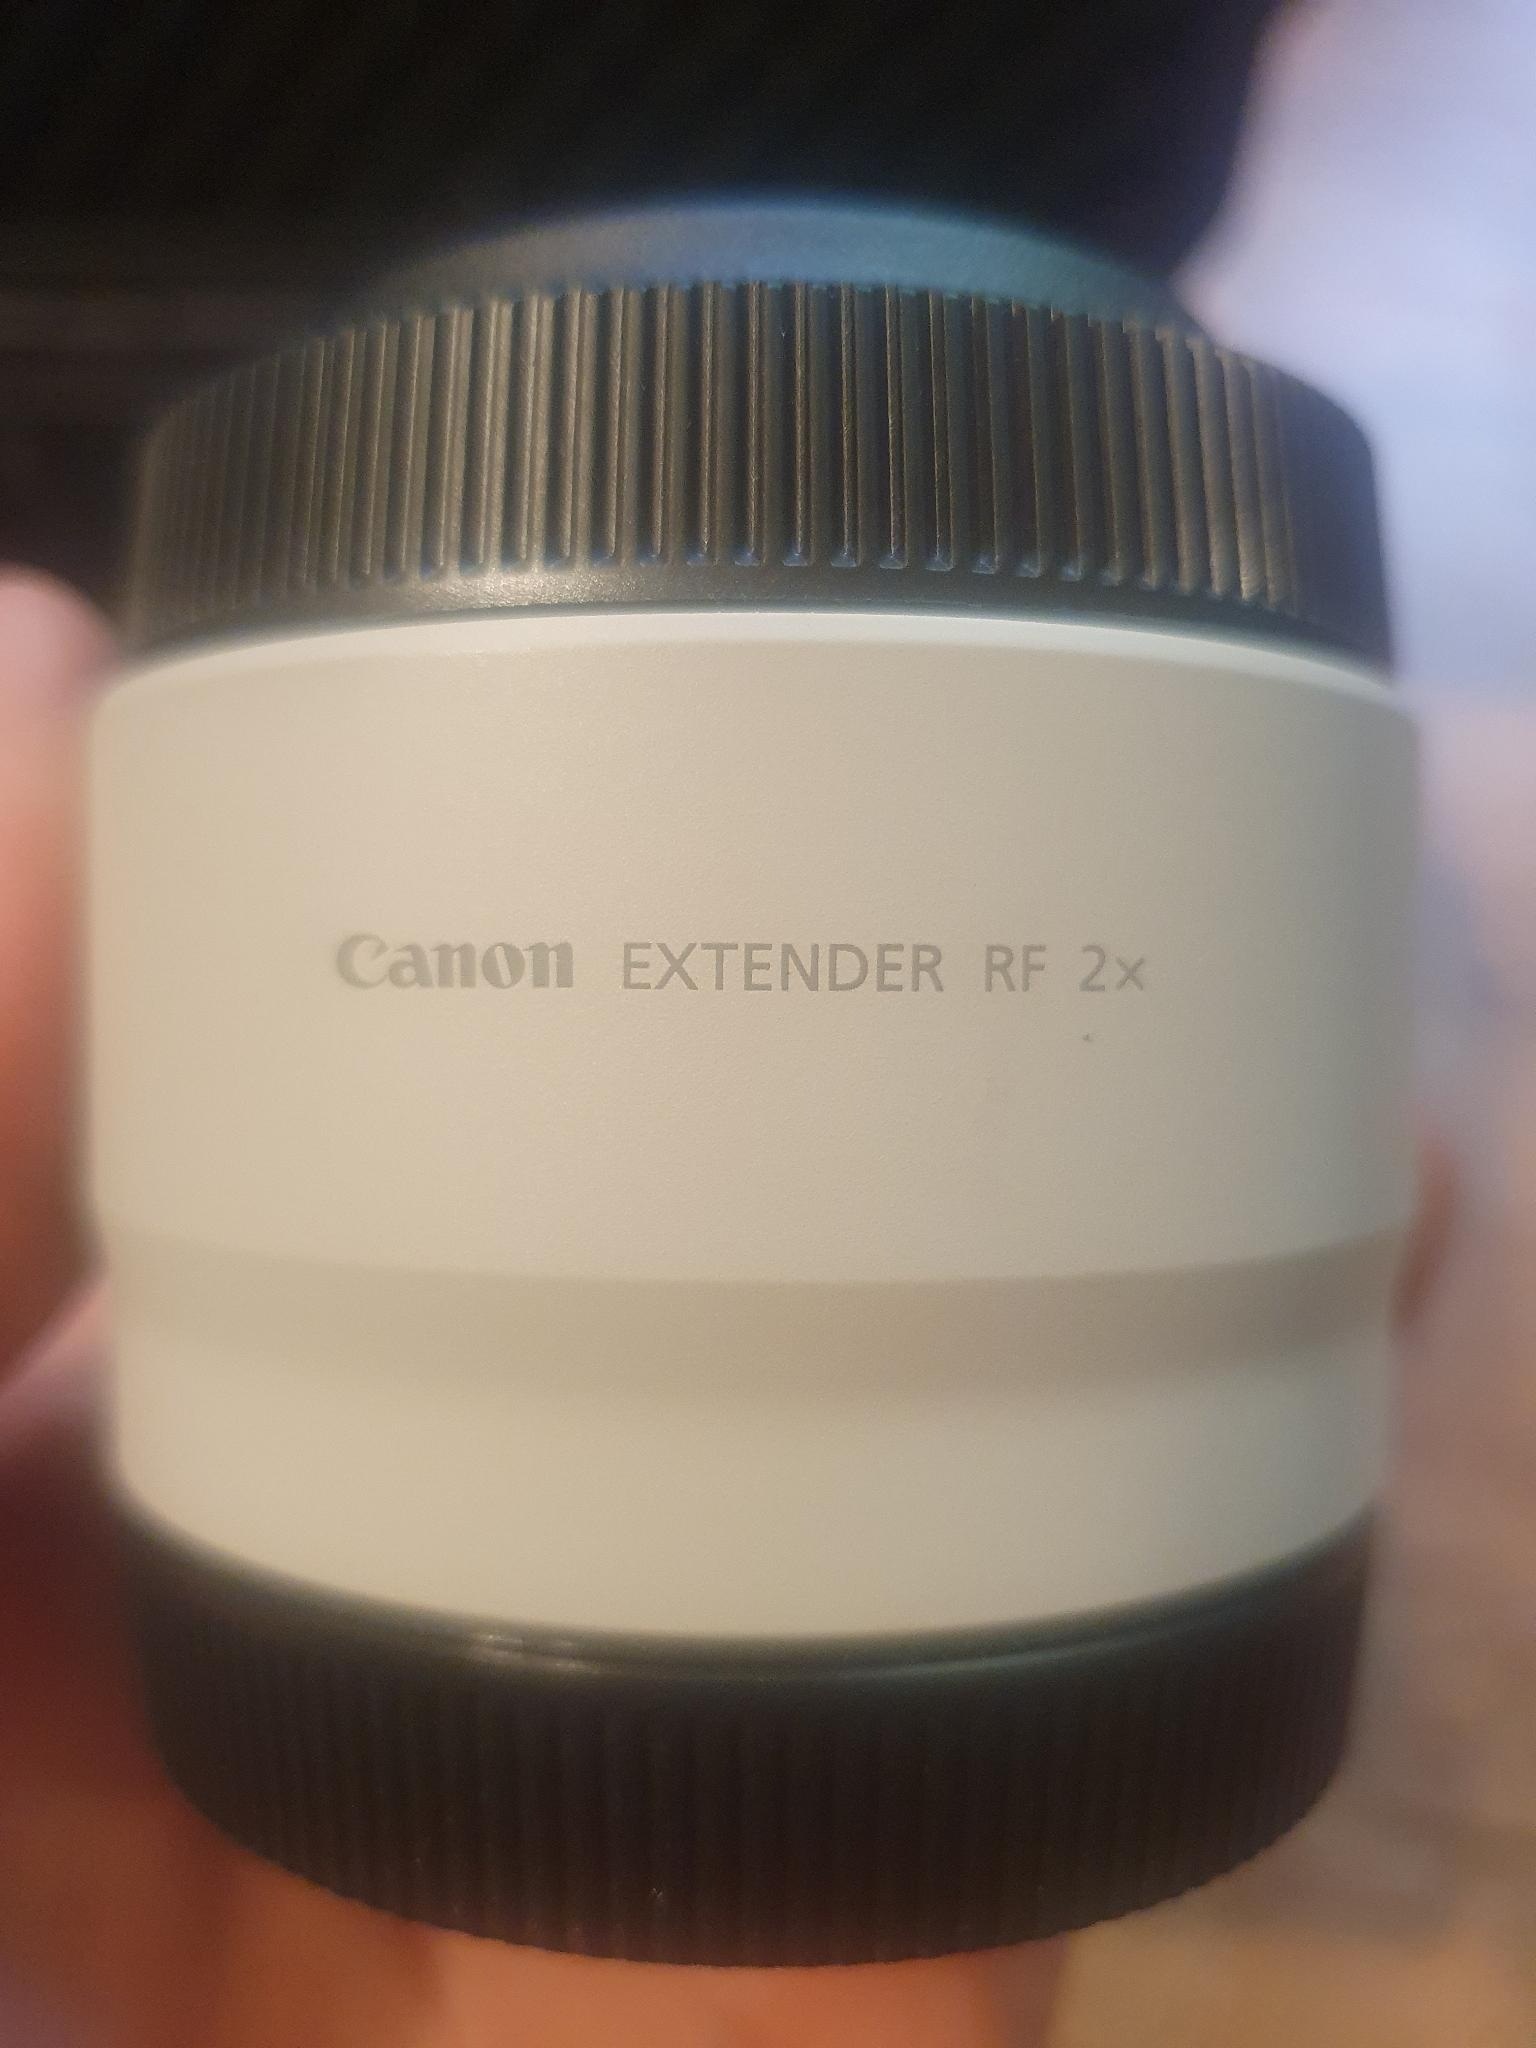 Canon EXTENDER RF 2x